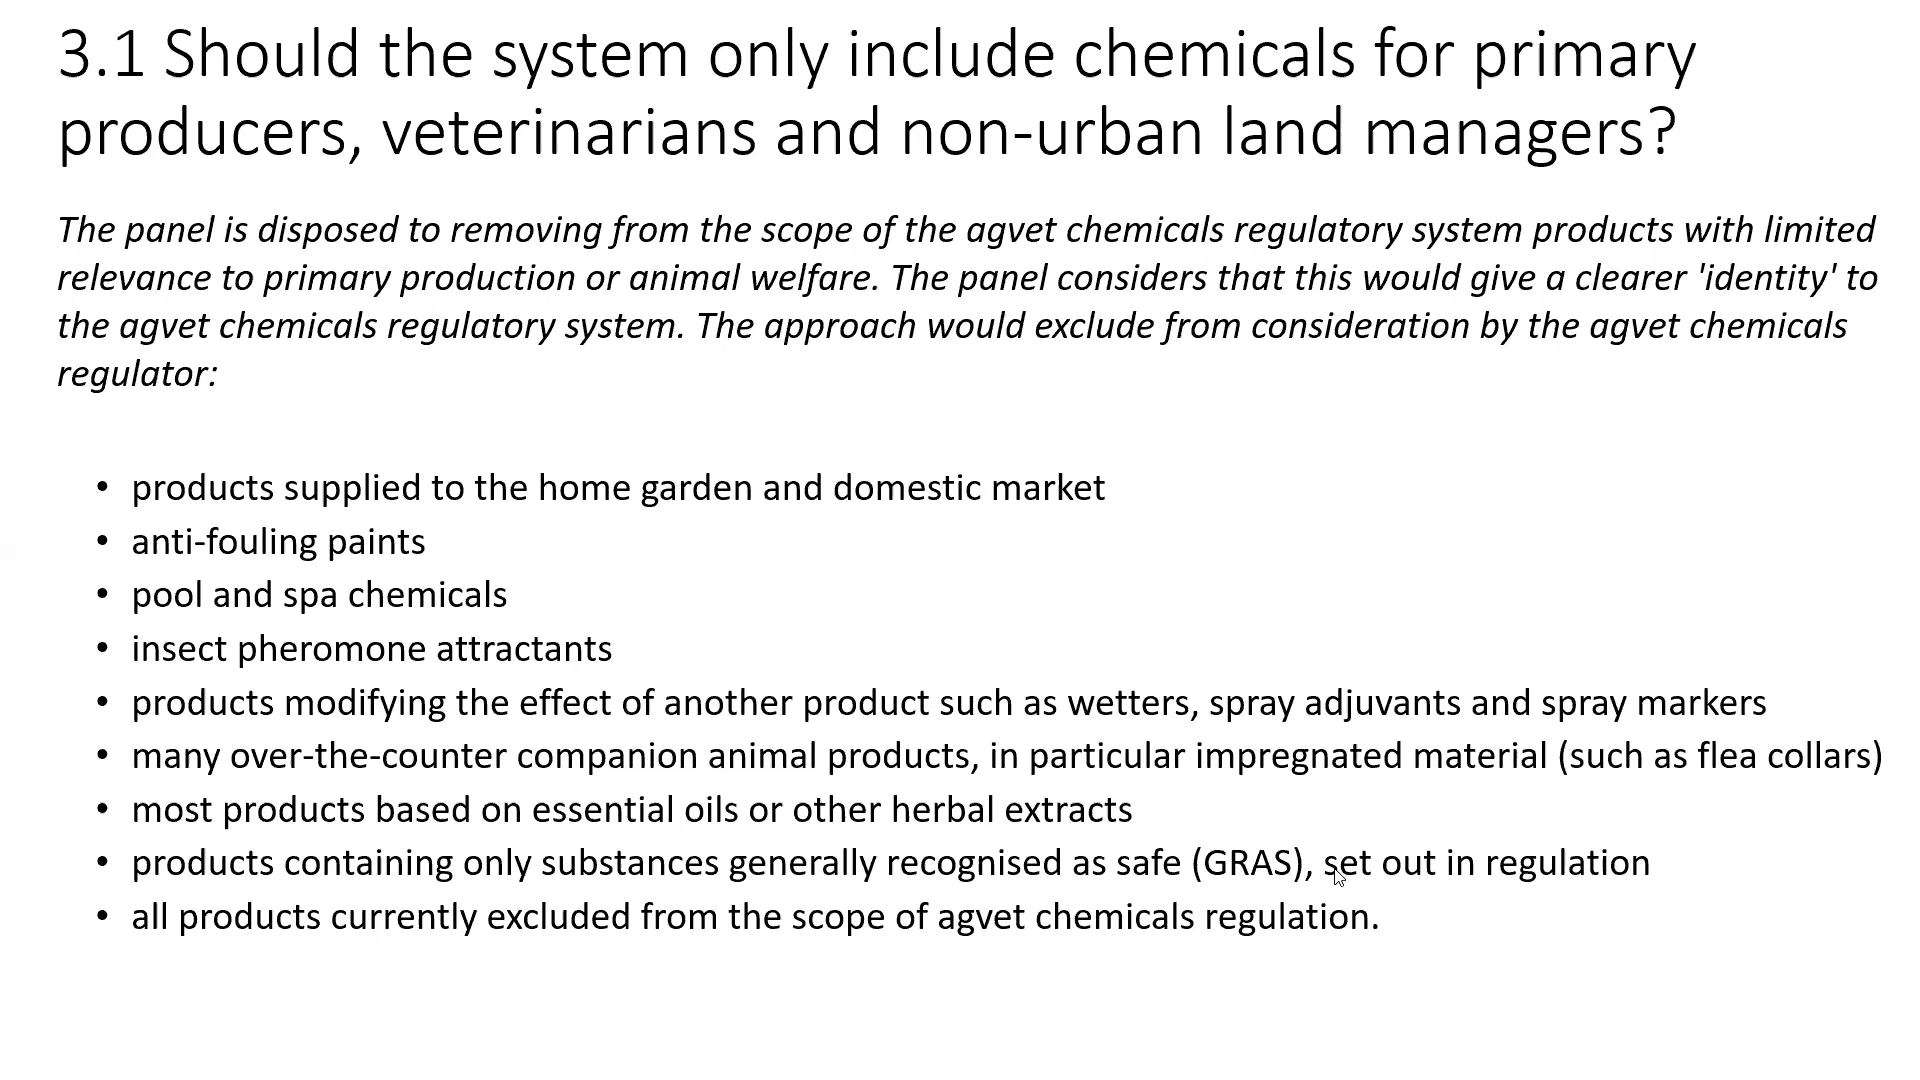 3.1 Should the system only include chemicals for primary
producers, veterinarians and non-urban land managers?
The panel is disposed to removing from the scope of the agvet chemicals regulatory system products with limited
relevance to primary production or animal welfare. The panel considers that this would give a clearer 'identity' to
the agvet chemicals regulatory system. The approach would exclude from consideration by the agvet chemicals
regulator:
• products supplied to the home garden and domestic market
• anti-fouling paints
• pool and spa chemicals
• insect pheromone attractants
• products modifying the effect of another product such as wetters, spray adjuvants and spray markers
• many over-the-counter companion animal products, in particular impregnated material (such as flea collars)
• most products based on essential oils or other herbal extracts
• products containing only substances generally recognised as safe (GRAS), set out in regulation
• all products currently excluded from the scope of agvet chemicals regulation.